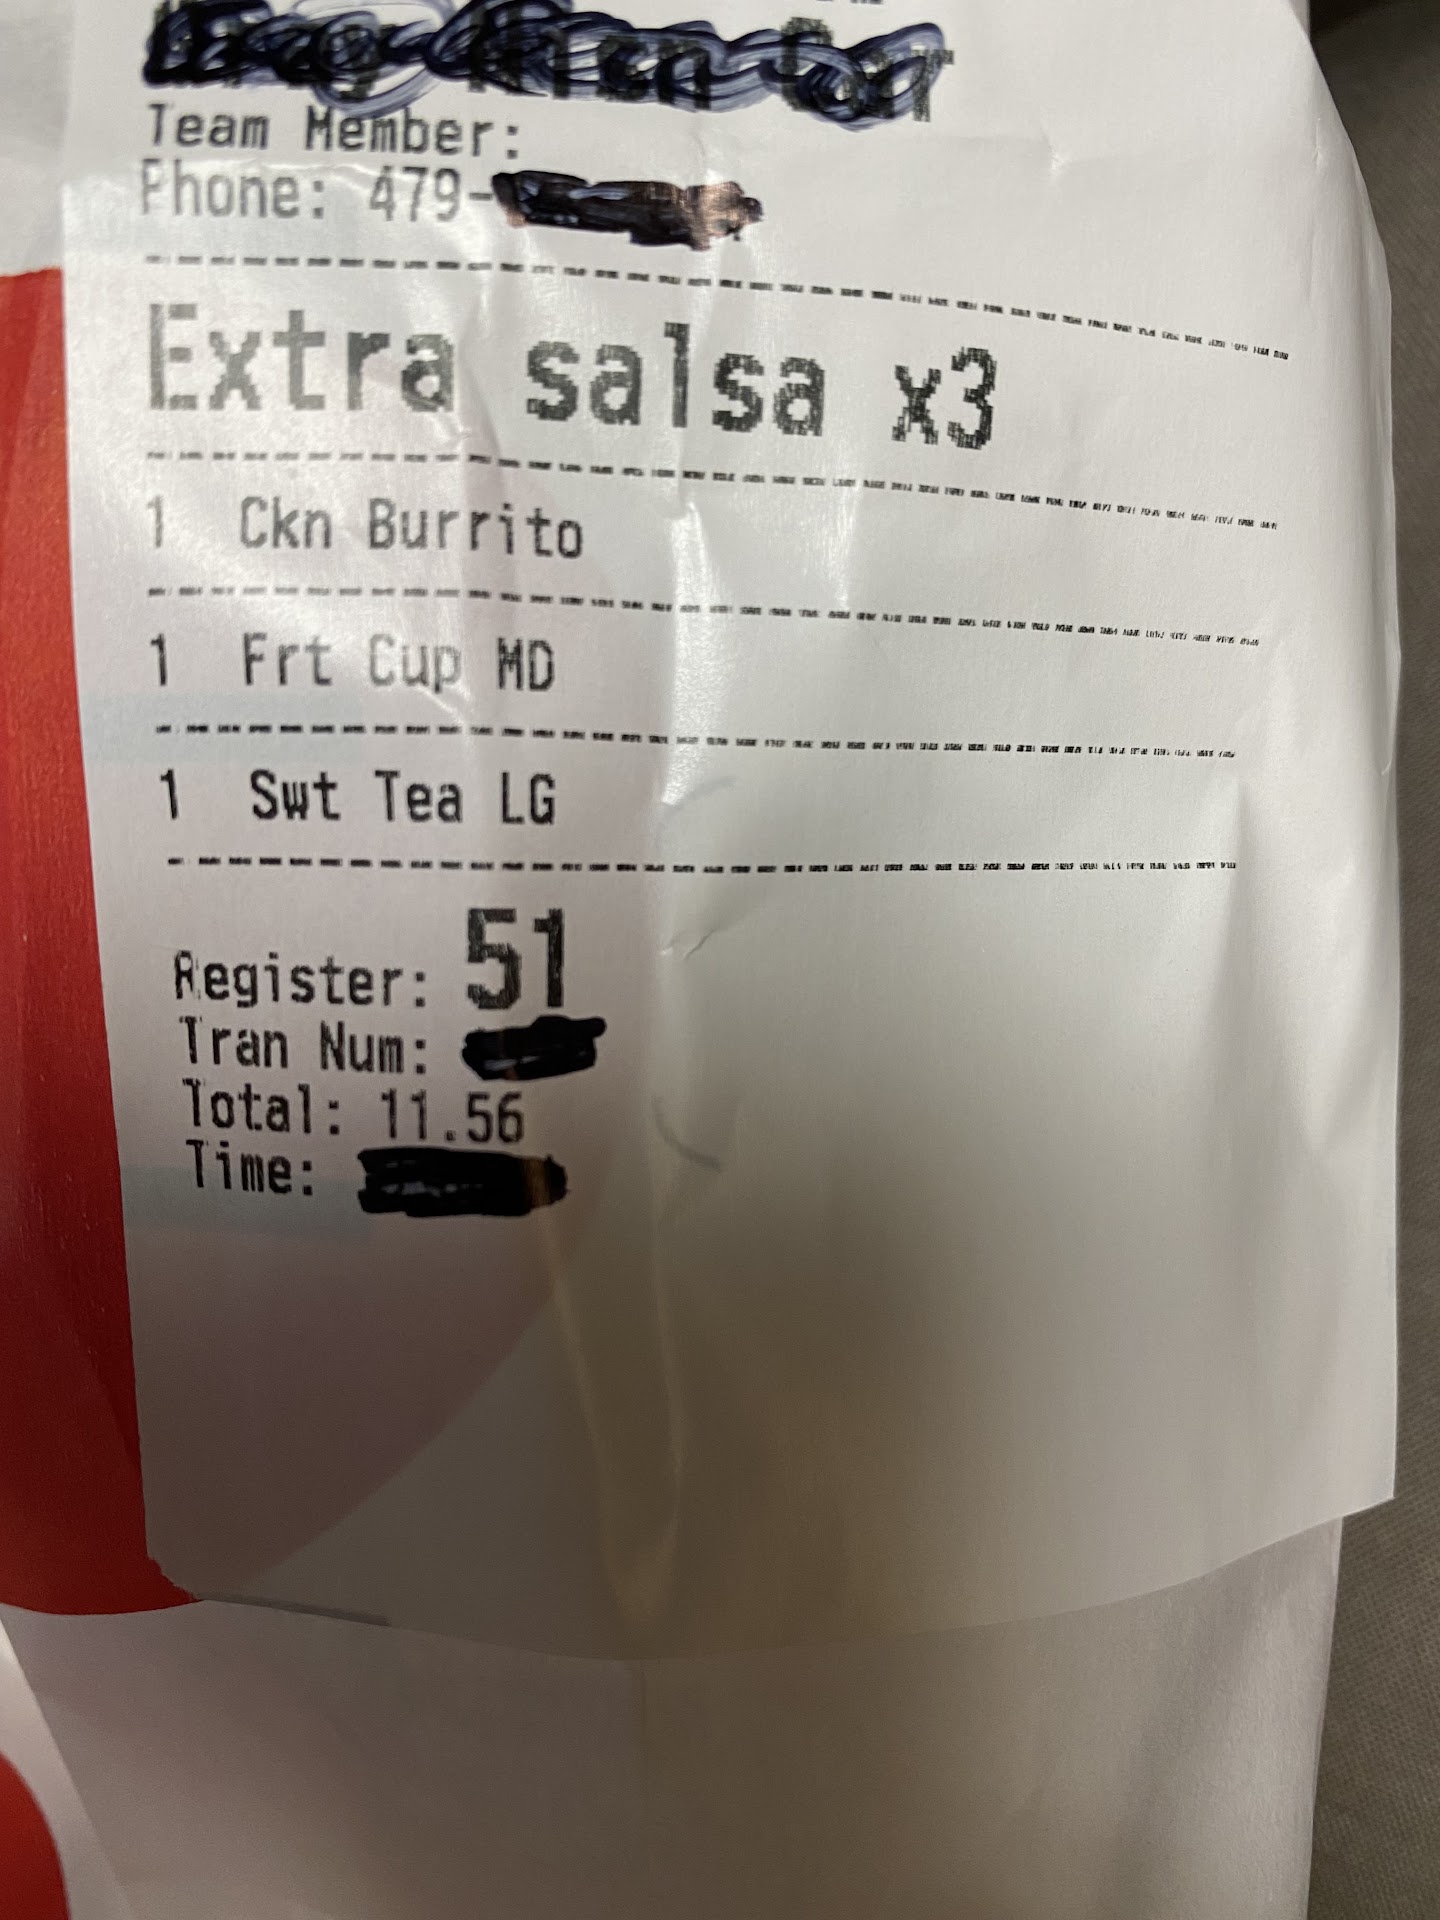 Team Member:
Phone: 479-
Extra salsa x3
1 Ckn Burrito
1 Frt Cup MD
1 Swt Tea LG
Register: 51
Tran Num:
Total: 11.56
Time: